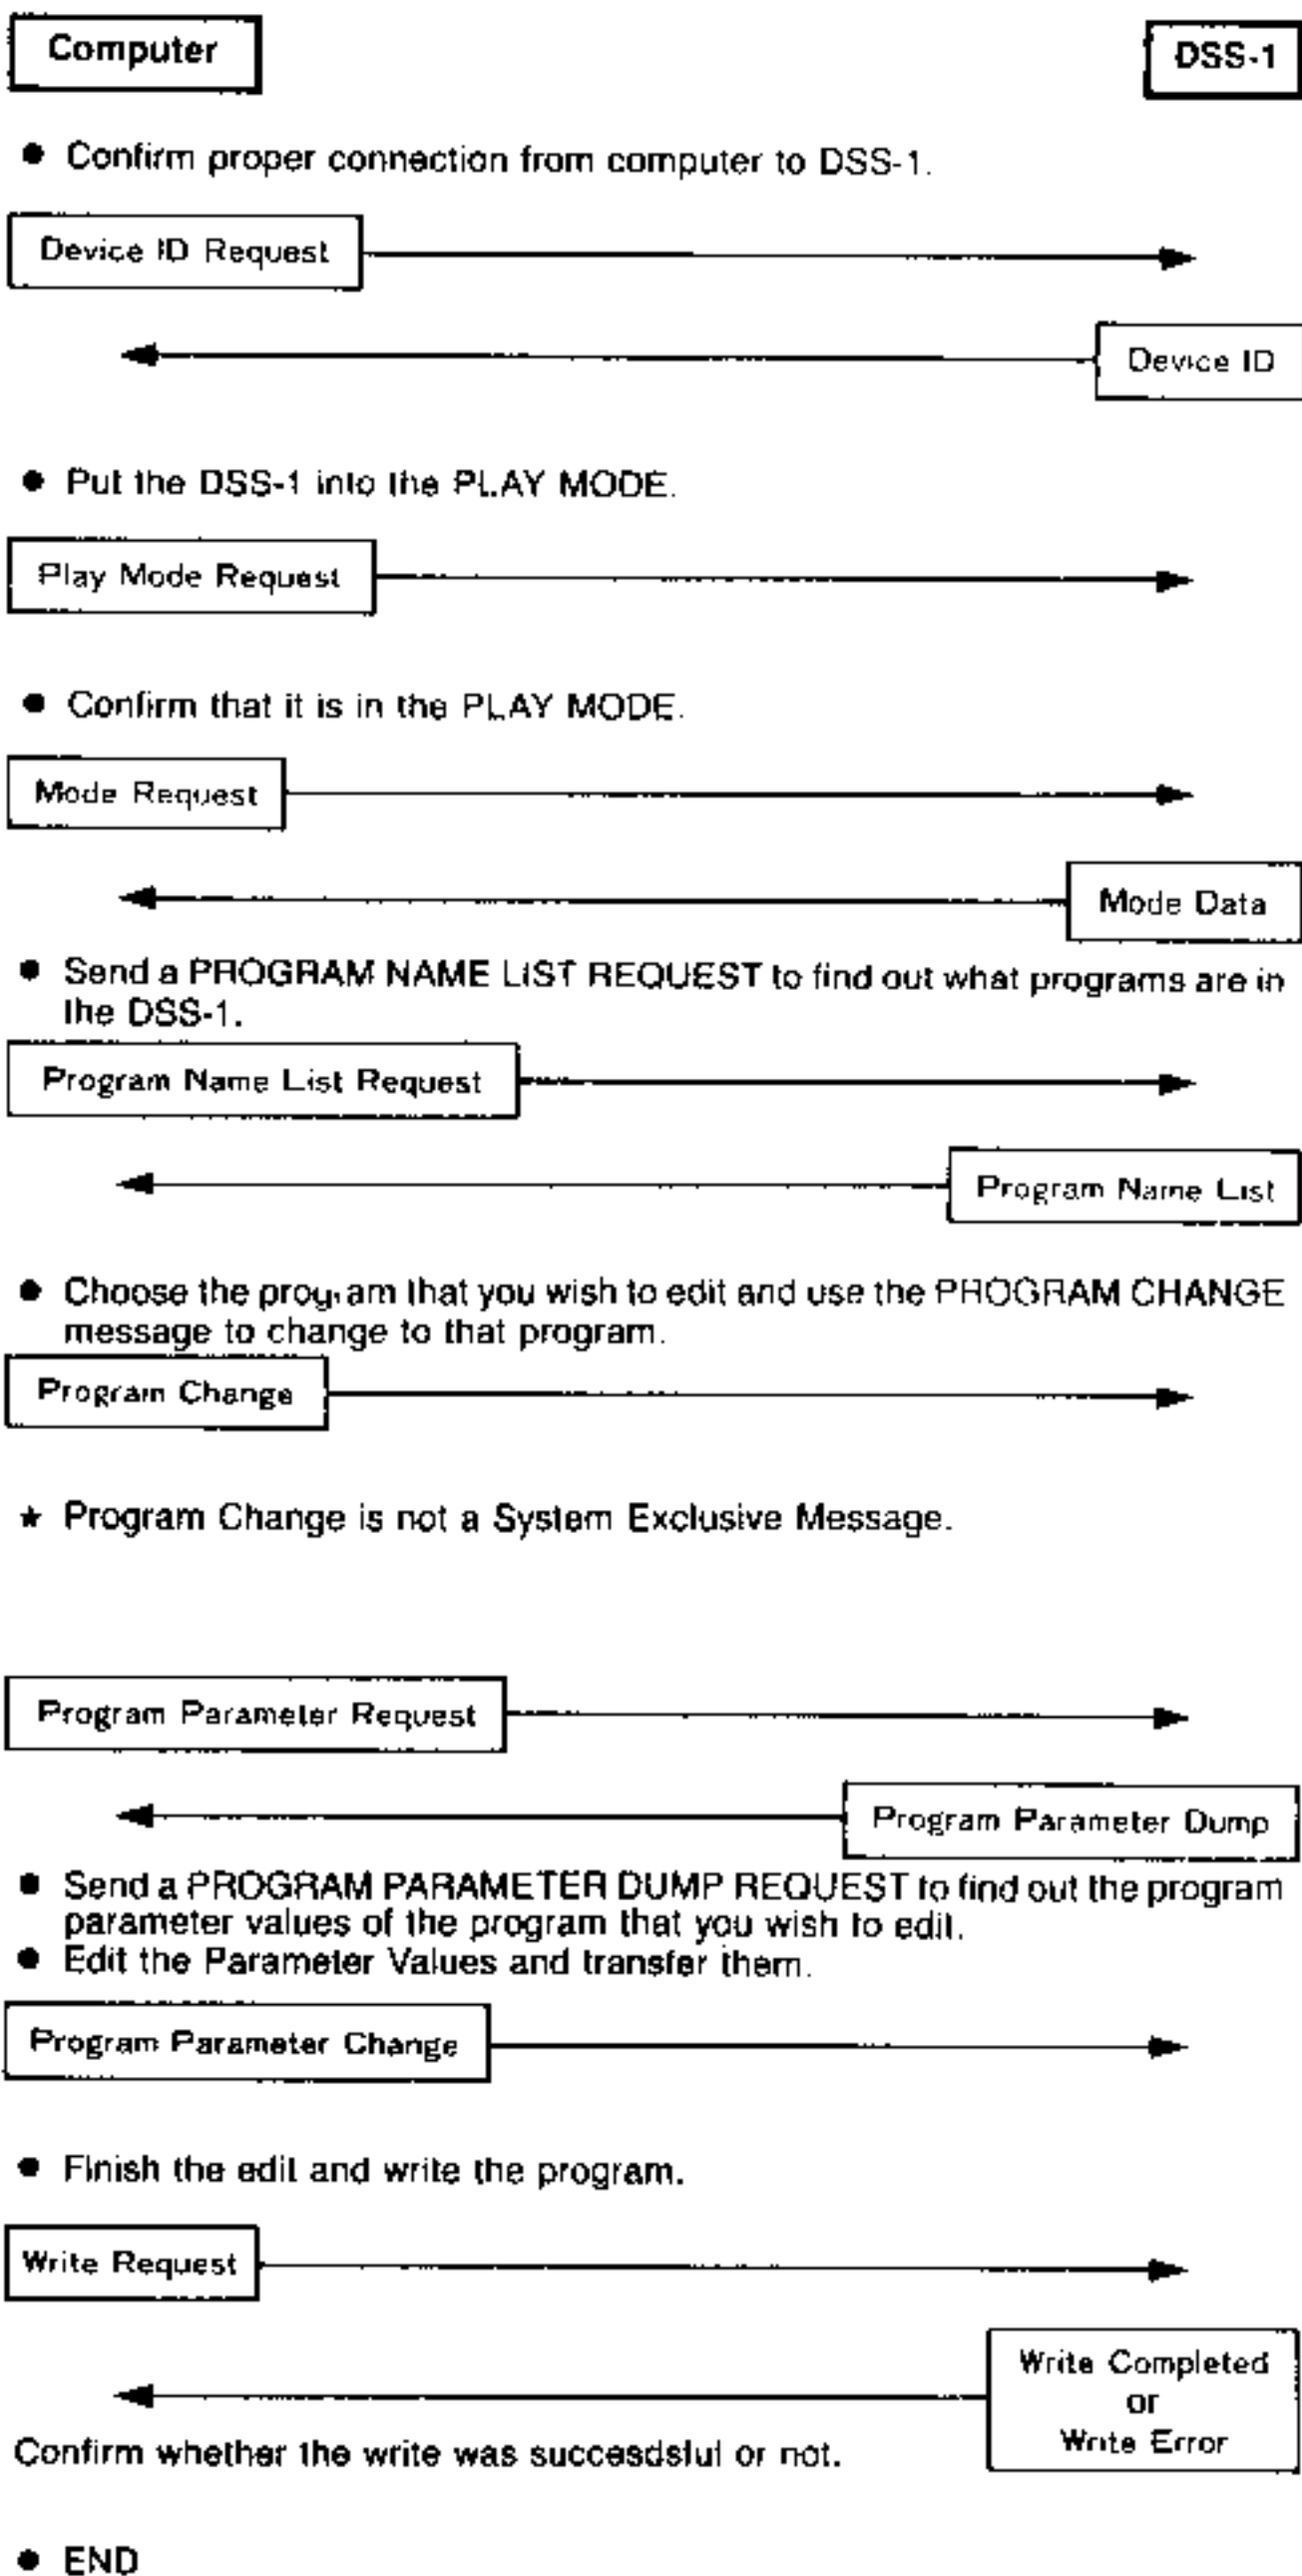 Computer
DSS-1
● Confirm proper connection from computer to DSS-1.
Device ID Request
Device ID
● Put the DSS-1 into the PLAY MODE.
Play Mode Request
● Confirm that it is in the PLAY MODE.
Mode Request
Mode Data
● Send a PROGRAM NAME LIST REQUEST to find out what programs are in
the DSS-1.
Program Name List Request
Program Name List
● Choose the program that you wish to edit and use the PROGRAM CHANGE
message to change to that program.
Program Change
★ Program Change is not a System Exclusive Message.
Program Parameter Request
Program Parameter Dump
● Send a PROGRAM PARAMETER DUMP REQUEST to find out the program
parameter values of the program that you wish to edit.
● Edit the Parameter Values and transfer them.
Program Parameter Change
● Finish the edit and write the program.
Write Request
Write Completed
or
Write Error
Confirm whether the write was succesdsful or not.
● END